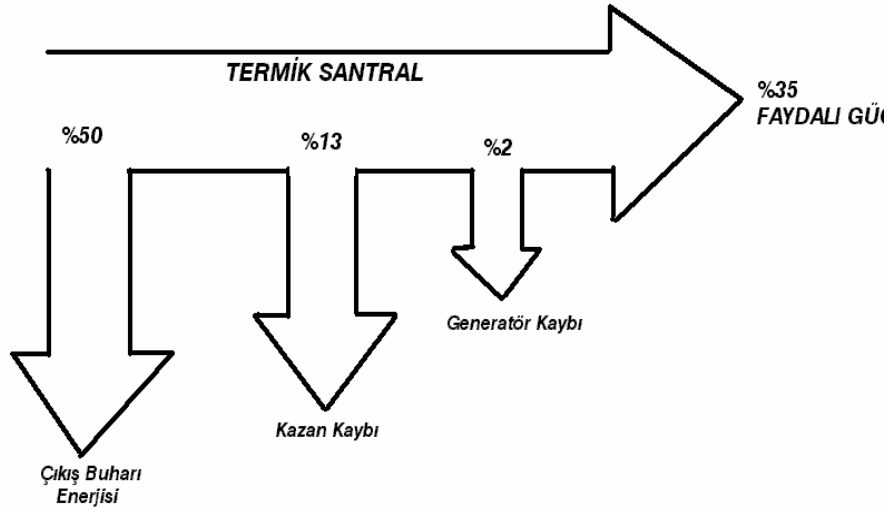 TERMİK SANTRAL
%35
FAYDALI GÜÇ
%50
%13
%2
Generatör Kaybı
Kazan Kaybı
Çıkış Buharı
Enerjisi